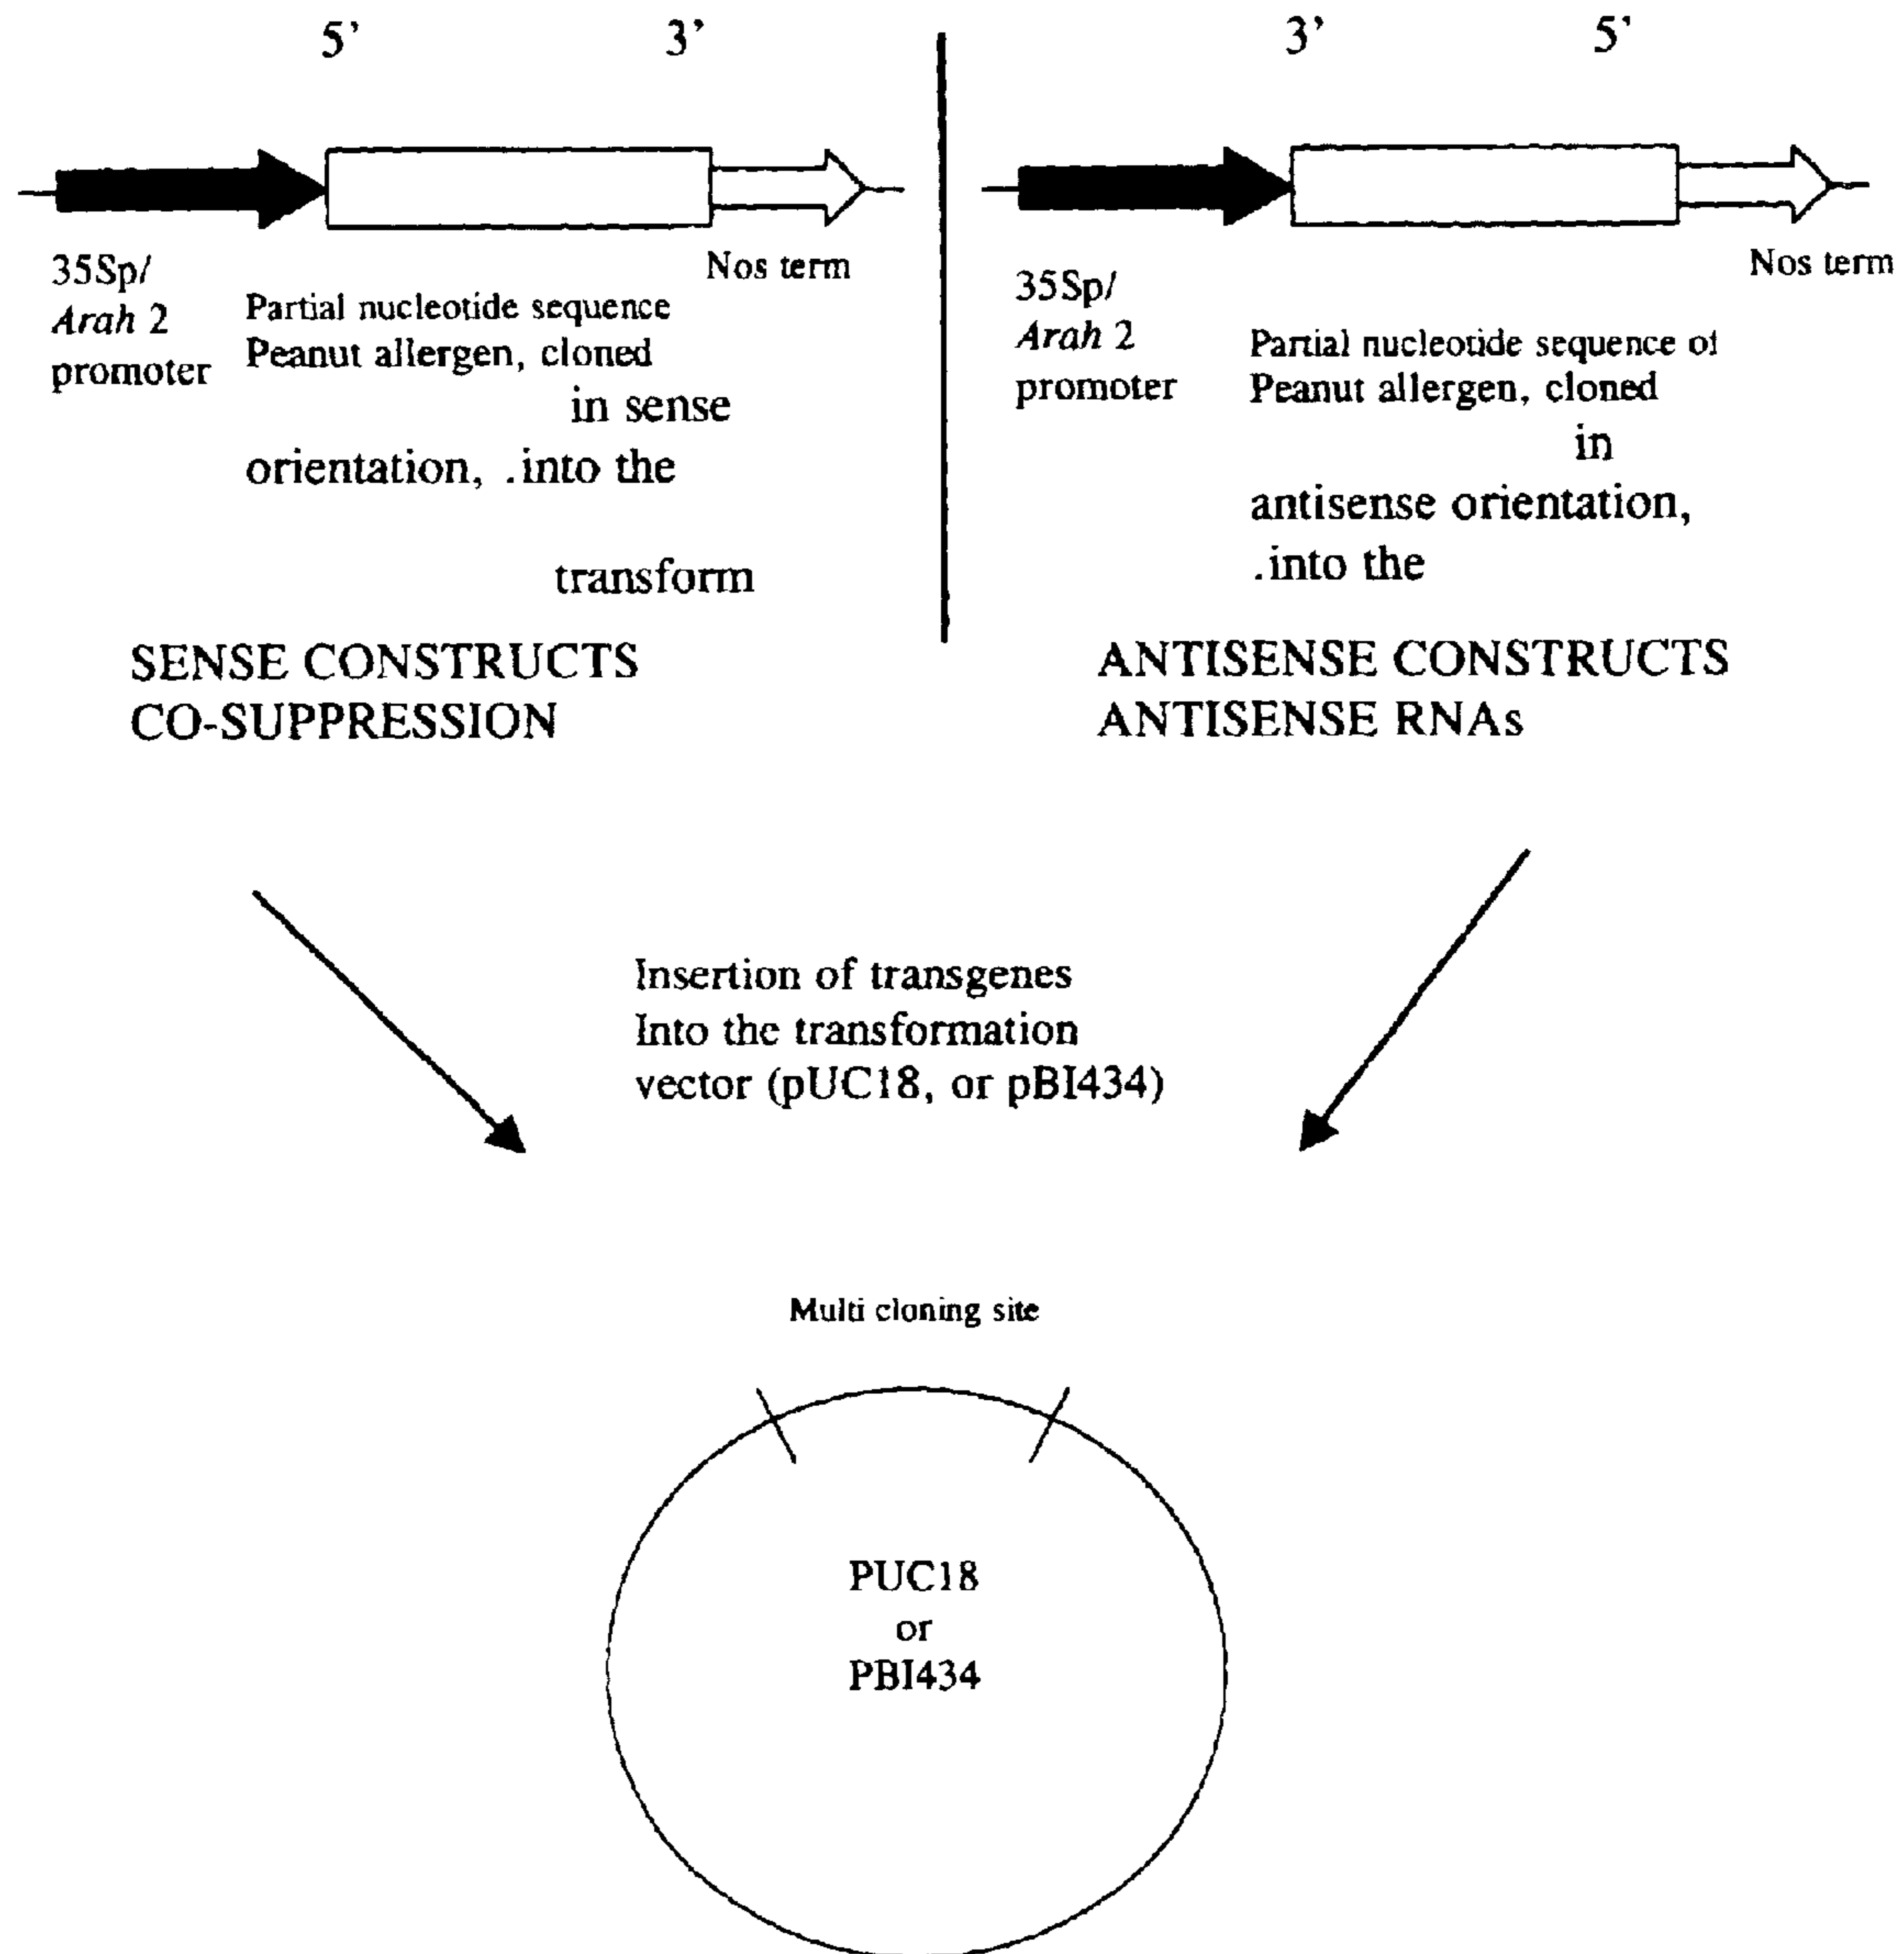 5’ 3’
35Sp/
Arah 2
promoter
Nos term
Partial nucleotide sequence
Peanut allergen, cloned
in sense
orientation, .into the
transform
SENSE CONSTRUCTS
CO-SUPPRESSION
3’ 5’
35Sp/
Arah 2
promoter
Nos term
Partial nucleotide sequence of
Peanut allergen, cloned
in
antisense orientation,
.into the
ANTISENSE CONSTRUCTS
ANTISENSE RNAs
Insertion of transgenes
Into the transformation
vector (pUC18, or pBI434)
Multi cloning site
PUC18
or
PBI434